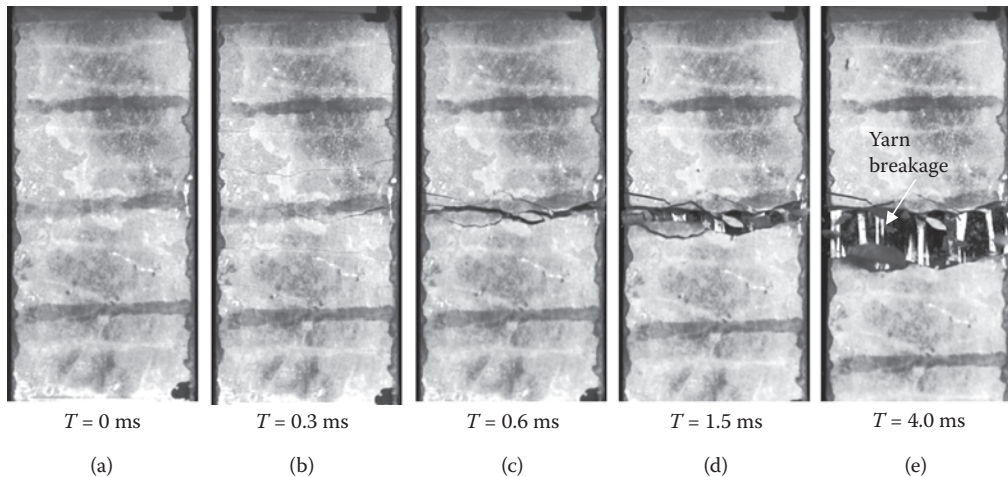 Yarn
breakage
T = 0 ms
T = 0.3 ms
T = 0.6 ms
T = 1.5 ms
T = 4.0 ms
(a)
(b)
(c)
(d)
(e)